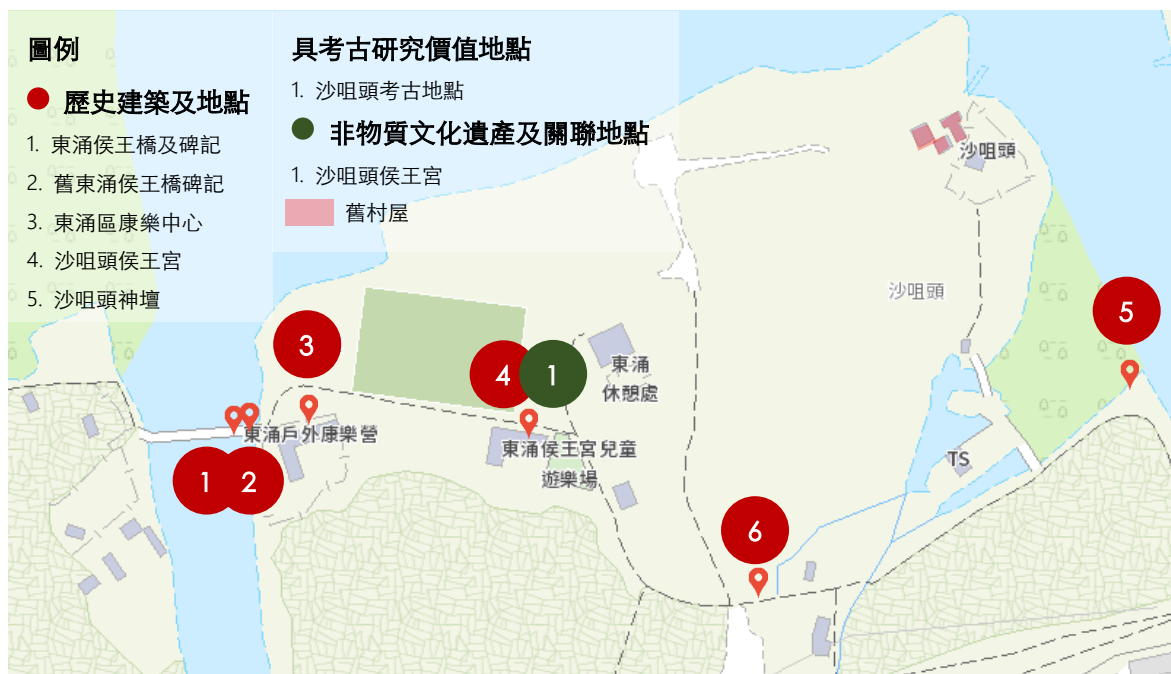 圖例
歷史建築及地點
1. 東涌侯王橋及碑記
2. 舊東涌侯王橋碑記
3. 東涌區康樂中心
4. 沙咀頭侯王宮
5. 沙咀頭神壇
具考古研究價值地點
1. 沙咀頭考古地點
非物質文化遺產及關聯地點
1. 沙咀頭侯王宮
舊村屋
沙咀頭
沙咀頭
5
3
4
1
東涌
休憩處
東涌戶外康樂營
東涌侯王宮兒童
遊樂場
TS
1
2
6